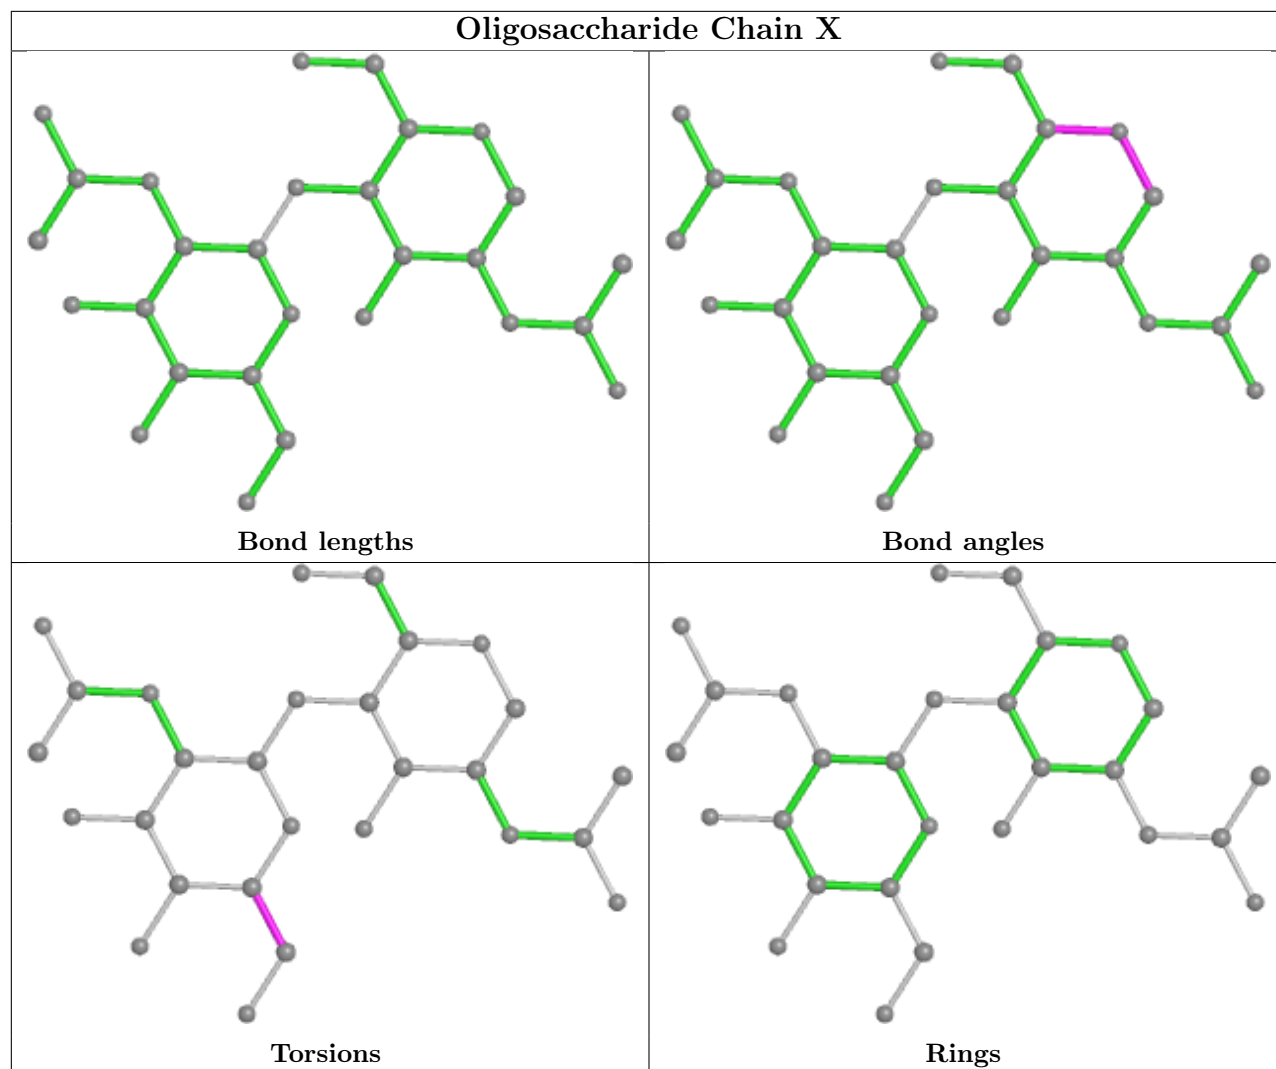 Oligosaccharide Chain X
Bond lengths
Bond angles
Torsions
Rings